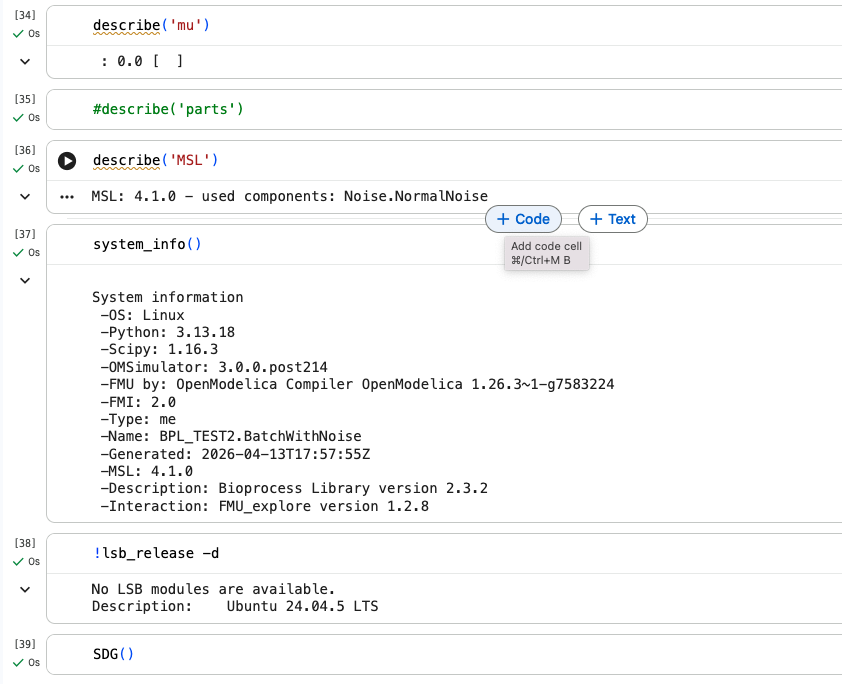 [34]
describe('mu')
0s
: 0.0 [  ]
[35]
#describe('parts')
0s
[36]
describe('MSL')
0s
MSL: 4.1.0 – used components: Noise.NormalNoise
+ Code
+ Text
Add code cell
⌘/Ctrl+M B
[37]
system_info()
0s
System information
–OS: Linux
–Python: 3.13.18
–Scipy: 1.16.3
–OMSimulator: 3.0.0.post214
–FMU by: OpenModelica Compiler OpenModelica 1.26.3~1-g7583224
–FMI: 2.0
–Type: me
–Name: BPL_TEST2.BatchWithNoise
–Generated: 2026-04-13T17:57:55Z
–MSL: 4.1.0
–Description: Bioprocess Library version 2.3.2
–Interaction: FMU_explore version 1.2.8
[38]
!lsb_release –d
0s
No LSB modules are available.
Description:    Ubuntu 24.04.5 LTS
[39]
SDG()
0s